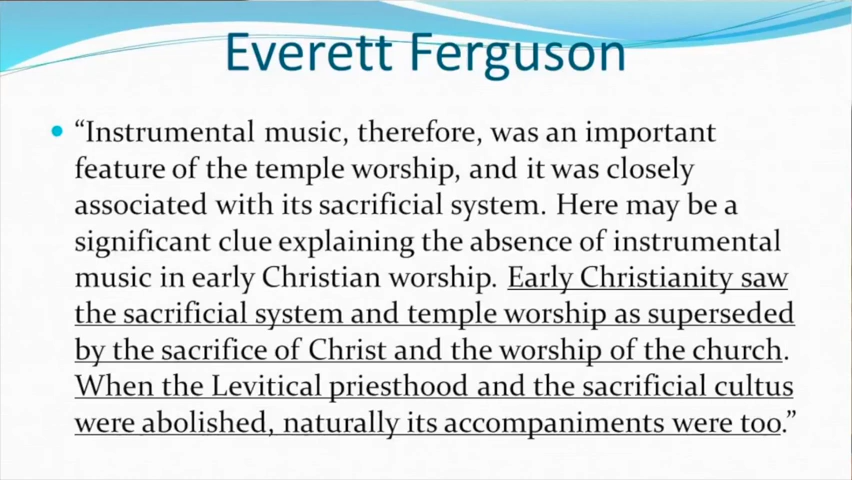 Everett Ferguson
• “Instrumental music, therefore, was an important
feature of the temple worship, and it was closely
associated with its sacrificial system. Here may be a
significant clue explaining the absence of instrumental
music in early Christian worship. Early Christianity saw
the sacrificial system and temple worship as superseded
by the sacrifice of Christ and the worship of the church.
When the Levitical priesthood and the sacrificial cultus
were abolished, naturally its accompaniments were too.”